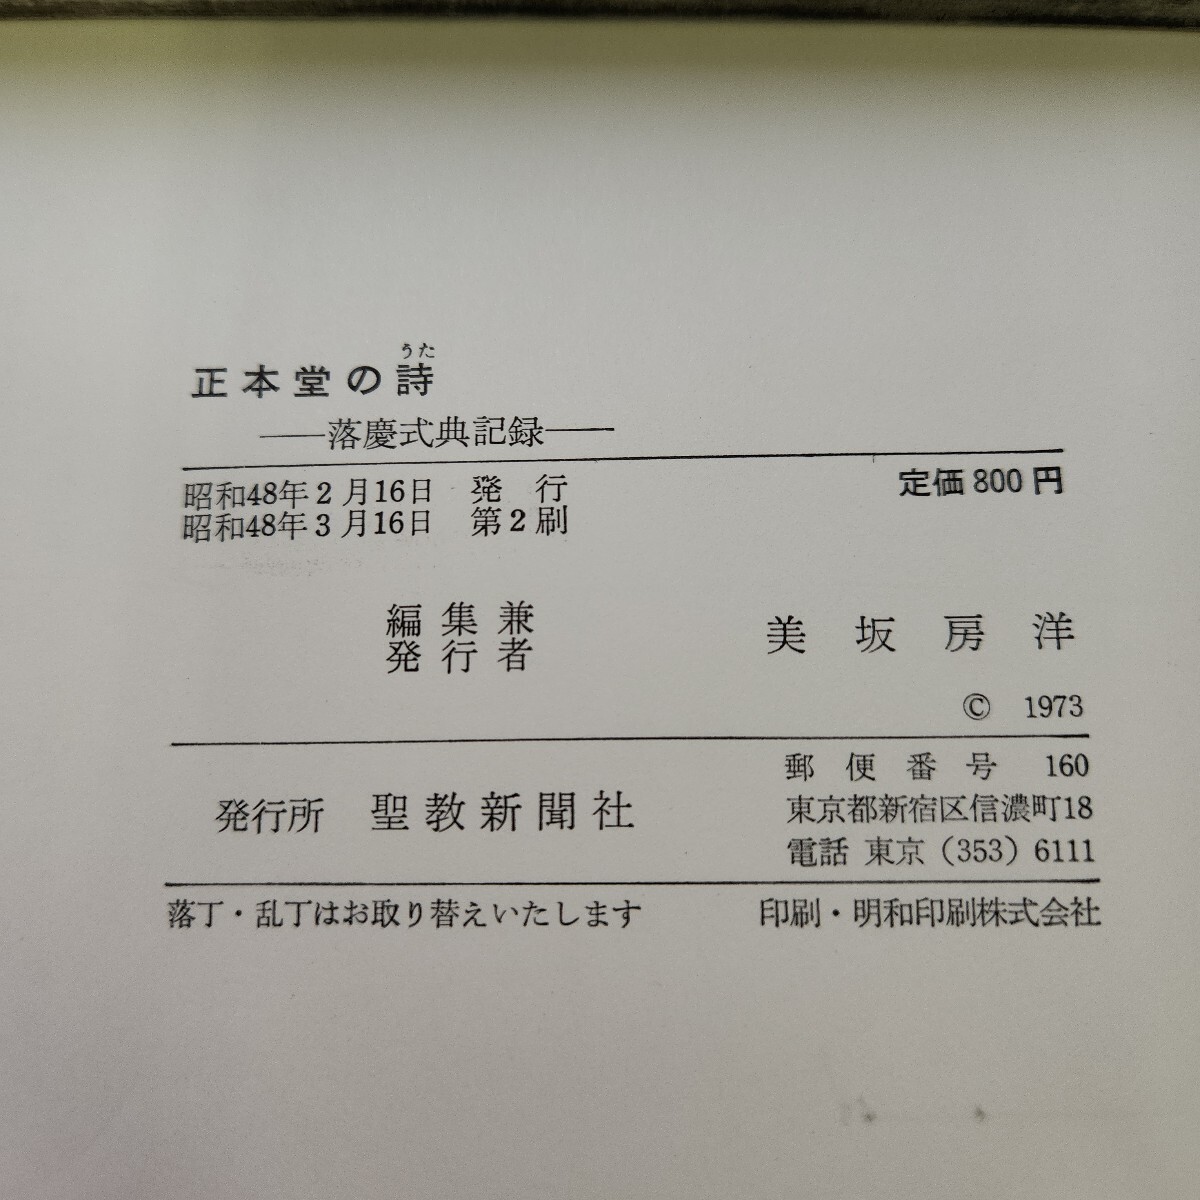 うた
正本堂の詩
――落慶式典記録――
昭和48年2月16日 発行
定価800円
昭和48年3月16日 第2刷
編集兼
発行者
美坂房洋
© 1973
郵便番号 160
発行所 聖教新聞社
東京都新宿区信濃町18
電話 東京(353)6111
落丁・乱丁はお取り替えいたします
印刷・明和印刷株式会社